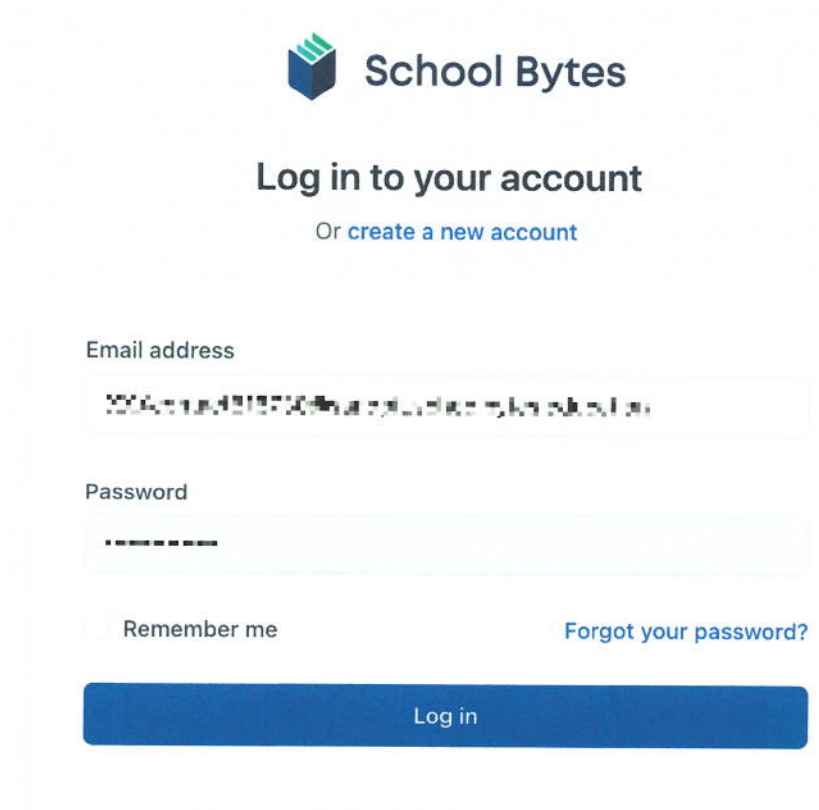 School Bytes
Log in to your account
Or create a new account
Email address
Password
Remember me
Forgot your password?
Log in